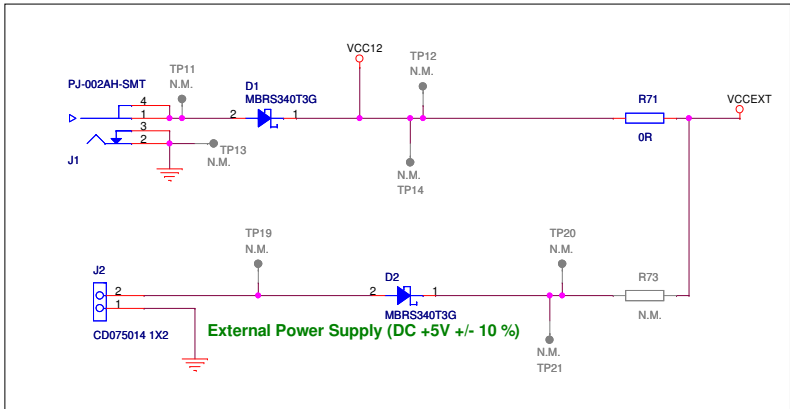 VCC12
TP12
N.M.
PJ-002AH-SMT
TP11
N.M.
D1
MBRS340T3G
R71
VCCEXT
4
1
2
1
0R
3
2
J1
TP13
N.M.
N.M.
TP14
TP19
N.M.
TP20
N.M.
J2
D2
R73
2
2
1
1
MBRS340T3G
N.M.
CD075014 1X2
External Power Supply (DC +5V +/- 10 %)
N.M.
TP21